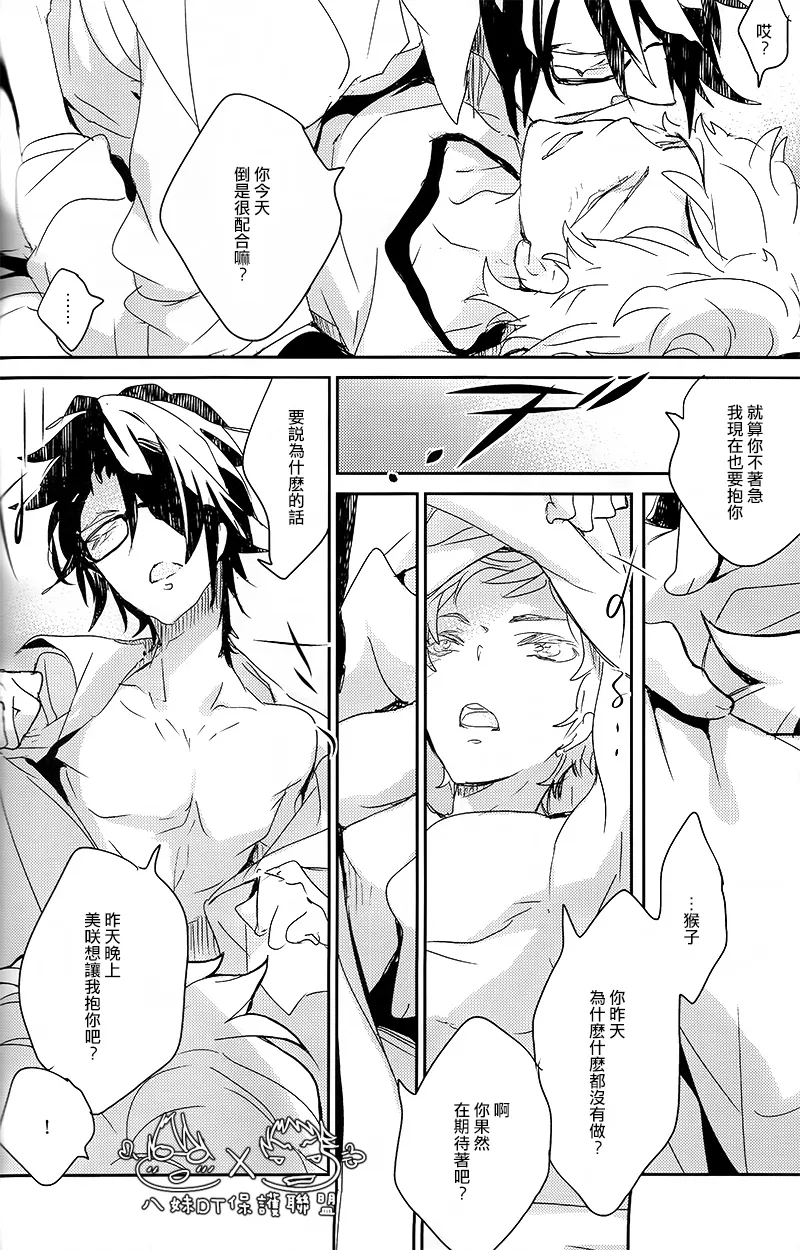 哎？
你今天
倒是很配合嘛？
……
就算你不著急
我現在也要抱你
…猴子
你昨天
為什麼什麼都沒有做？
啊
你果然
在期待著吧？
要說為什麼的話
昨天晚上
美咲想讓我抱你吧？
！
八妹DT保護聯盟